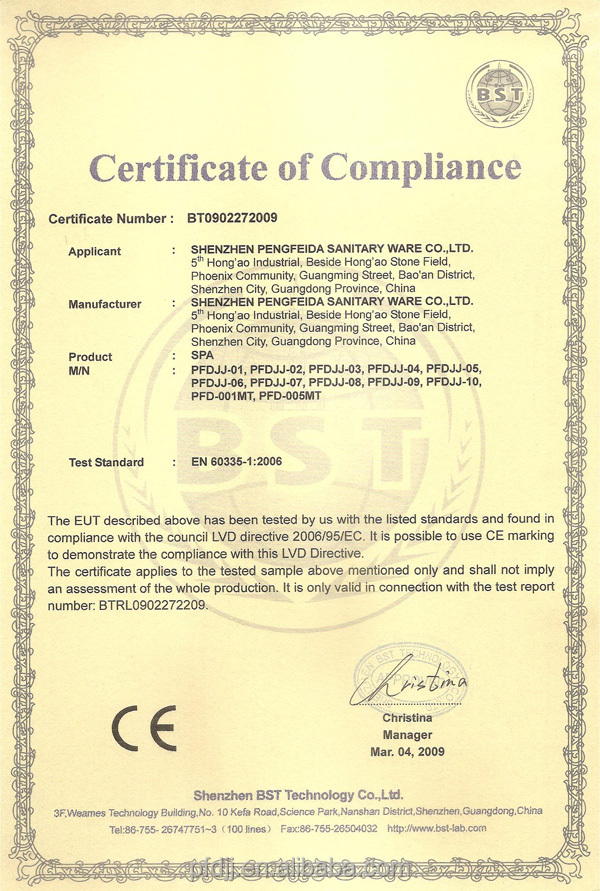 BST
Certificate of Compliance
Certificate Number : BT0902272009
Applicant : SHENZHEN PENGFEIDA SANITARY WARE CO.,LTD.
5th Hong'ao Industrial, Beside Hong'ao Stone Field,
Phoenix Community, Guangming Street, Bao'an District,
Shenzhen City, Guangdong Province, China
Manufacturer : SHENZHEN PENGFEIDA SANITARY WARE CO.,LTD.
5th Hong'ao Industrial, Beside Hong'ao Stone Field,
Phoenix Community, Guangming Street, Bao'an District,
Shenzhen City, Guangdong Province, China
Product : SPA
M/N : PFDJJ-01, PFDJJ-02, PFDJJ-03, PFDJJ-04, PFDJJ-05,
PFDJJ-06, PFDJJ-07, PFDJJ-08, PFDJJ-09, PFDJJ-10,
PFD-001MT, PFD-005MT
BST
Test Standard : EN 60335-1:2006
The EUT described above has been tested by us with the listed standards and found in
compliance with the council LVD directive 2006/95/EC. It is possible to use CE marking
to demonstrate the compliance with this LVD Directive.
The certificate applies to the tested sample above mentioned only and shall not imply
an assessment of the whole production. It is only valid in connection with the test report
number: BTRL0902272209.
Christina
CE
Christina
Manager
Mar. 04, 2009
Shenzhen BST Technology Co.,Ltd.
3F,Weames Technology Building,No. 10 Kefa Road,Science Park,Nanshan District,Shenzhen,Guangdong,China
Tel:86-755- 26747751~3 (100 lines) Fax:86-755-26504032 http://www.bst-lab.com
pfdjj.en.alibaba.com